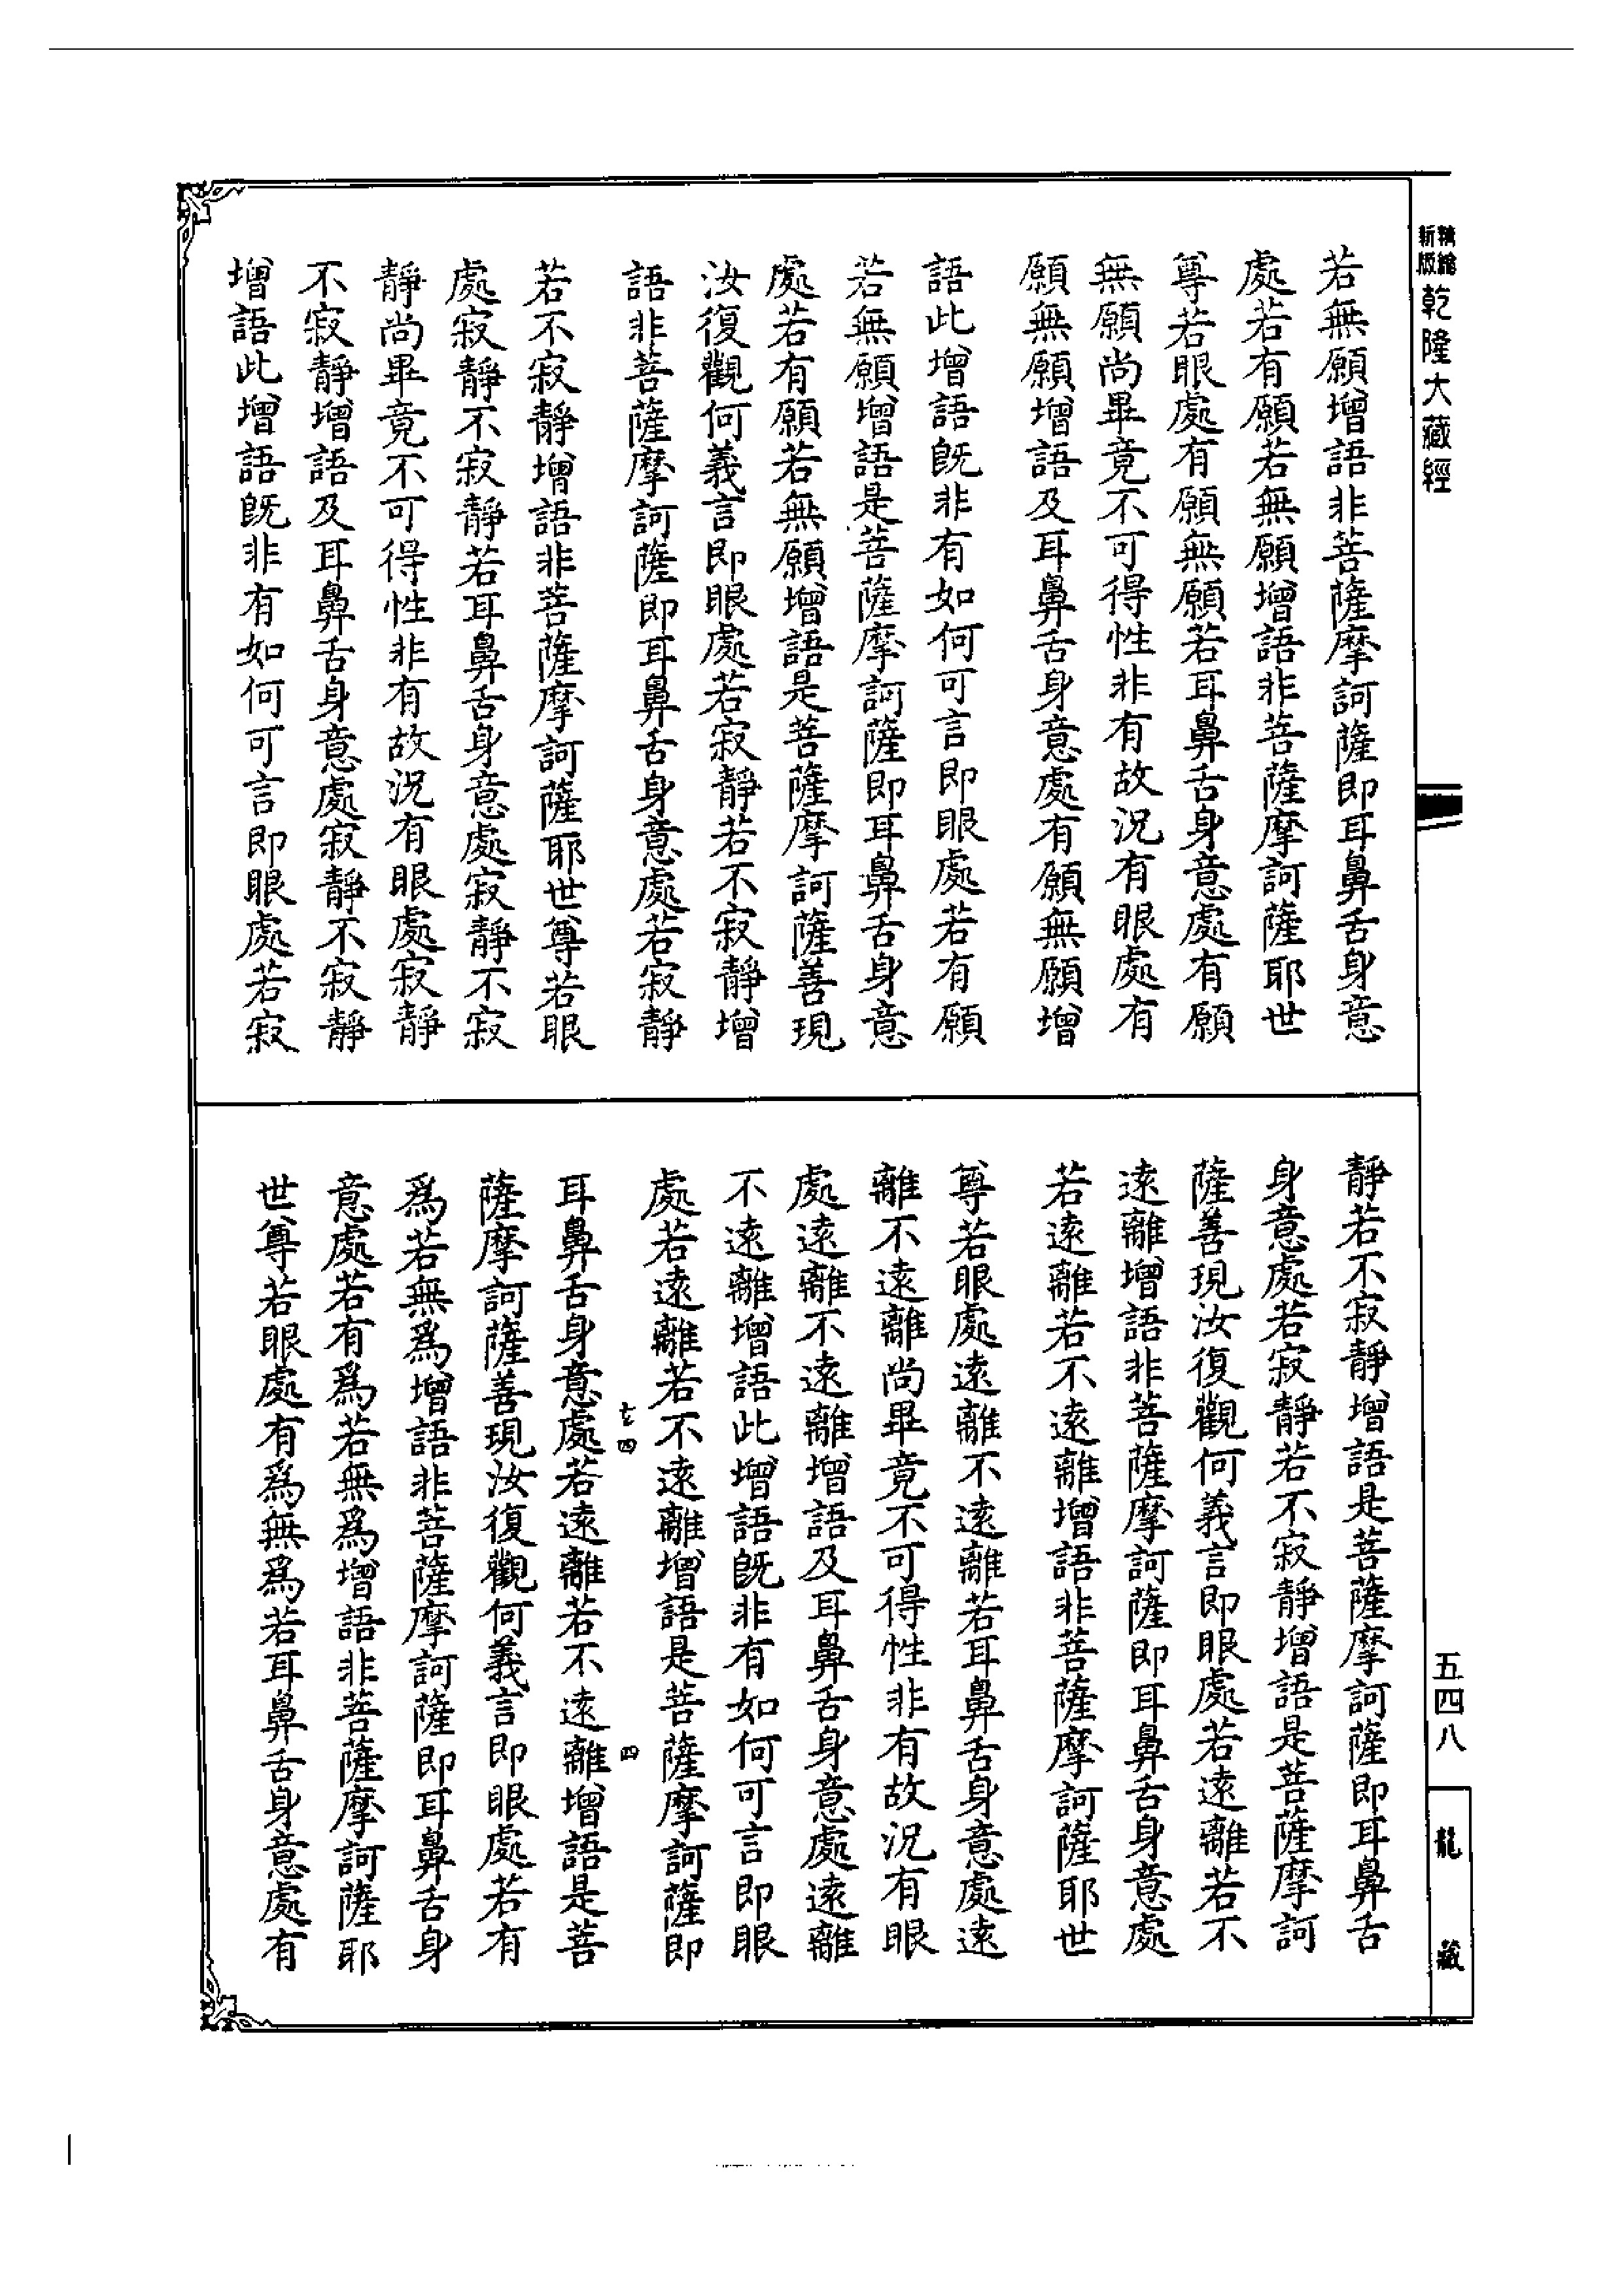 精繪新版乾隆大藏經
若無願增語非菩薩摩訶薩即耳鼻舌身意
處若有願若無願增語非菩薩摩訶薩耶世
尊若眼處有願無願若耳鼻舌身意處有願
無願尚畢竟不可得性非有故況有眼處有
願無願增語及耳鼻舌身意處有願無願增
語此增語旣非有如何可言即眼處若有願
若無願增語是菩薩摩訶薩即耳鼻舌身意
處若有願若無願增語是菩薩摩訶薩善現
汝復觀何義言即眼處若寂靜若不寂靜增
語非菩薩摩訶薩即耳鼻舌身意處若寂靜
若不寂靜增語非菩薩摩訶薩耶世尊若眼
處寂靜不寂靜若耳鼻舌身意處寂靜不寂
靜尚畢竟不可得性非有故況有眼處寂靜
不寂靜增語及耳鼻舌身意處寂靜不寂靜
增語此增語旣非有如何可言即眼處若寂
靜若不寂靜增語是菩薩摩訶薩即耳鼻舌
身意處若寂靜若不寂靜增語是菩薩摩訶
薩善現汝復觀何義言即眼處若遠離若不
遠離增語非菩薩摩訶薩即耳鼻舌身意處
若遠離若不遠離增語非菩薩摩訶薩耶世
尊若眼處遠離不遠離若耳鼻舌身意處遠
離不遠離尚畢竟不可得性非有故況有眼
處遠離不遠離增語及耳鼻舌身意處遠離
不遠離增語此增語旣非有如何可言即眼
處若遠離若不遠離增語是菩薩摩訶薩即
耳鼻舌身意處若遠離若不遠離增語是菩
薩摩訶薩善現汝復觀何義言即眼處若有
爲若無爲增語非菩薩摩訶薩即耳鼻舌身
意處若有爲若無爲增語非菩薩摩訶薩耶
世尊若眼處有爲無爲若耳鼻舌身意處有
五四八
龍藏